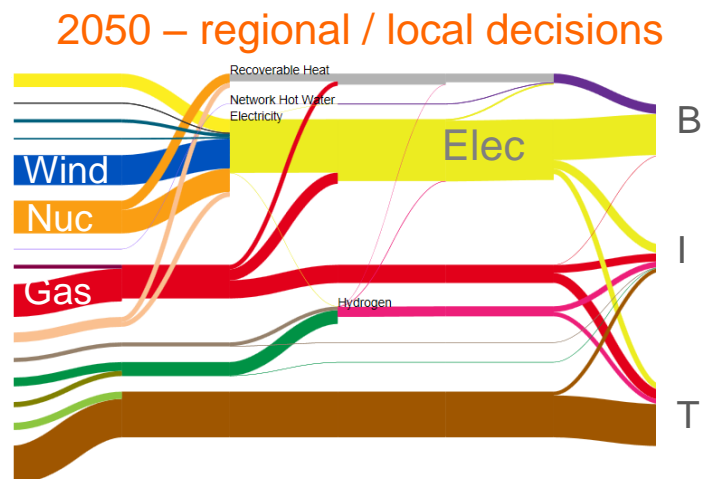 2050 – regional / local decisions
Recoverable Heat
Network Hot Water
Electricity
B
Elec
Wind
Nuc
I
Gas
Hydrogen
T